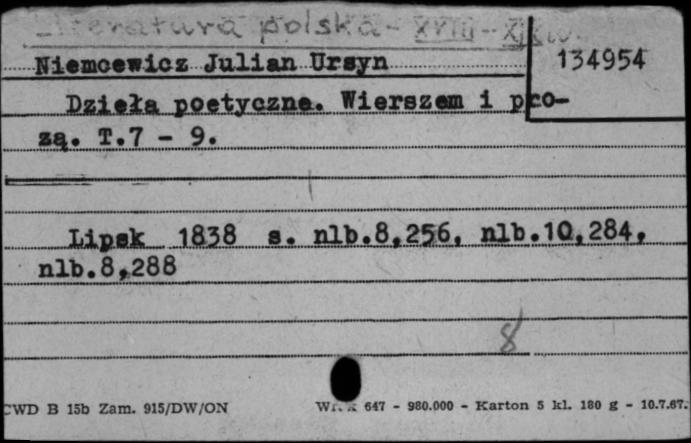 Literatura polska - XVIII - XIX w.
Niemcewicz Julian Ursyn
134954
Dzieła poetyczne. Wierszem i pro-
zą. T.7 - 9.
Lipsk 1838 s. nlb.8,256, nlb.10,284,
nlb.8,288
8
CWD B 15b Zam. 915/DW/ON
647 - 980.000 - Karton 5 kl. 180 g - 10.7.67.